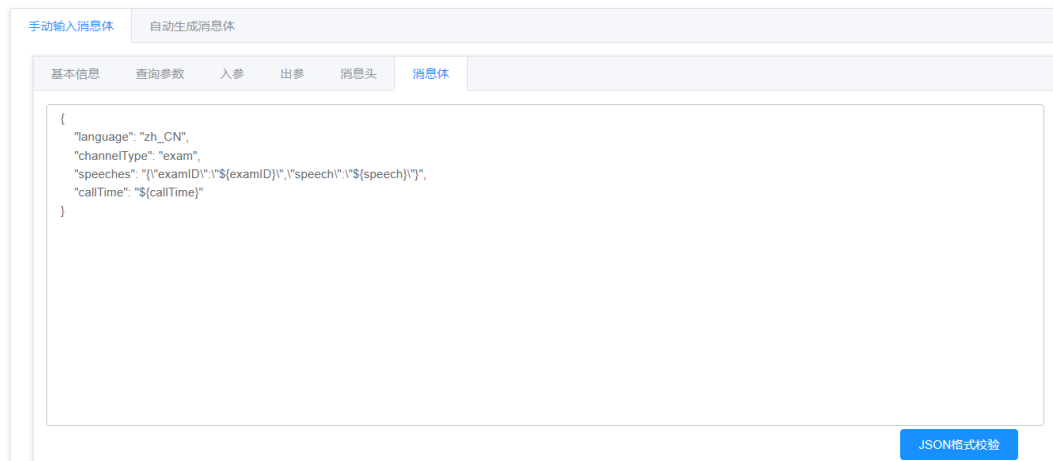 手动输入消息体 自动生成消息体
基本信息 查询参数 入参 出参 消息头 消息体
{
"language": "zh_CN",
"channelType": "exam",
"speeches": "{\"examID\":\"${examID}\",\"speech\":\"${speech}\"}",
"callTime": "${callTime}"
}
JSON格式校验